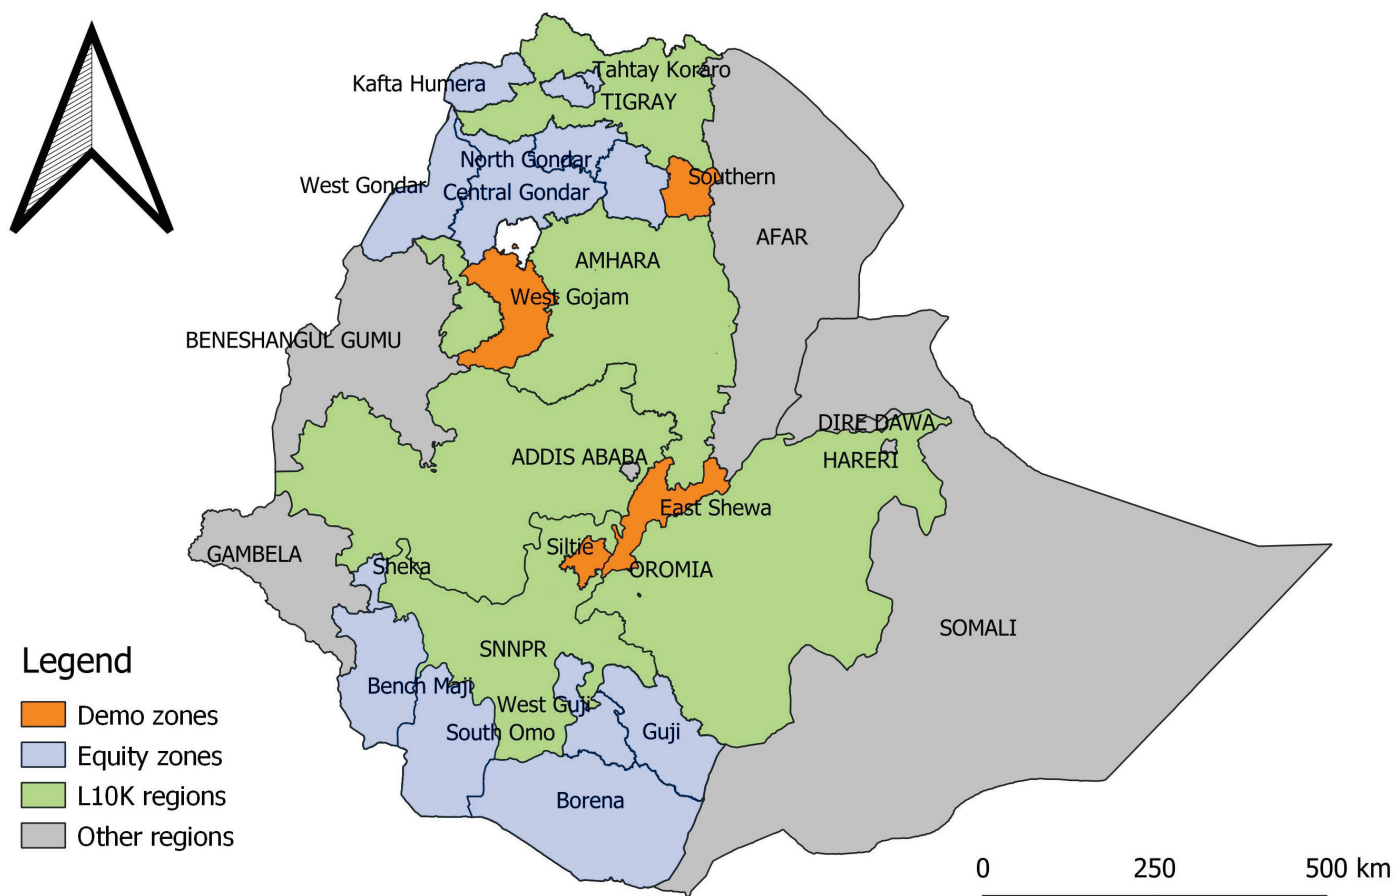 Kafta Humera
Tahtay Koraro
TIGRAY
North Gondar
West Gondar
Central Gondar
Southern
AFAR
AMHARA
West Gojam
BENESHANGUL GUMU
DIRE DAWA
ADDIS ABABA
HARERI
East Shewa
Siltie
GAMBELA
Sheka
OROMIA
SOMALI
SNNPR
Bench Maji
West Guji
South Omo
Guji
Borena
Legend
Demo zones
Equity zones
L10K regions
Other regions
0 250 500 km